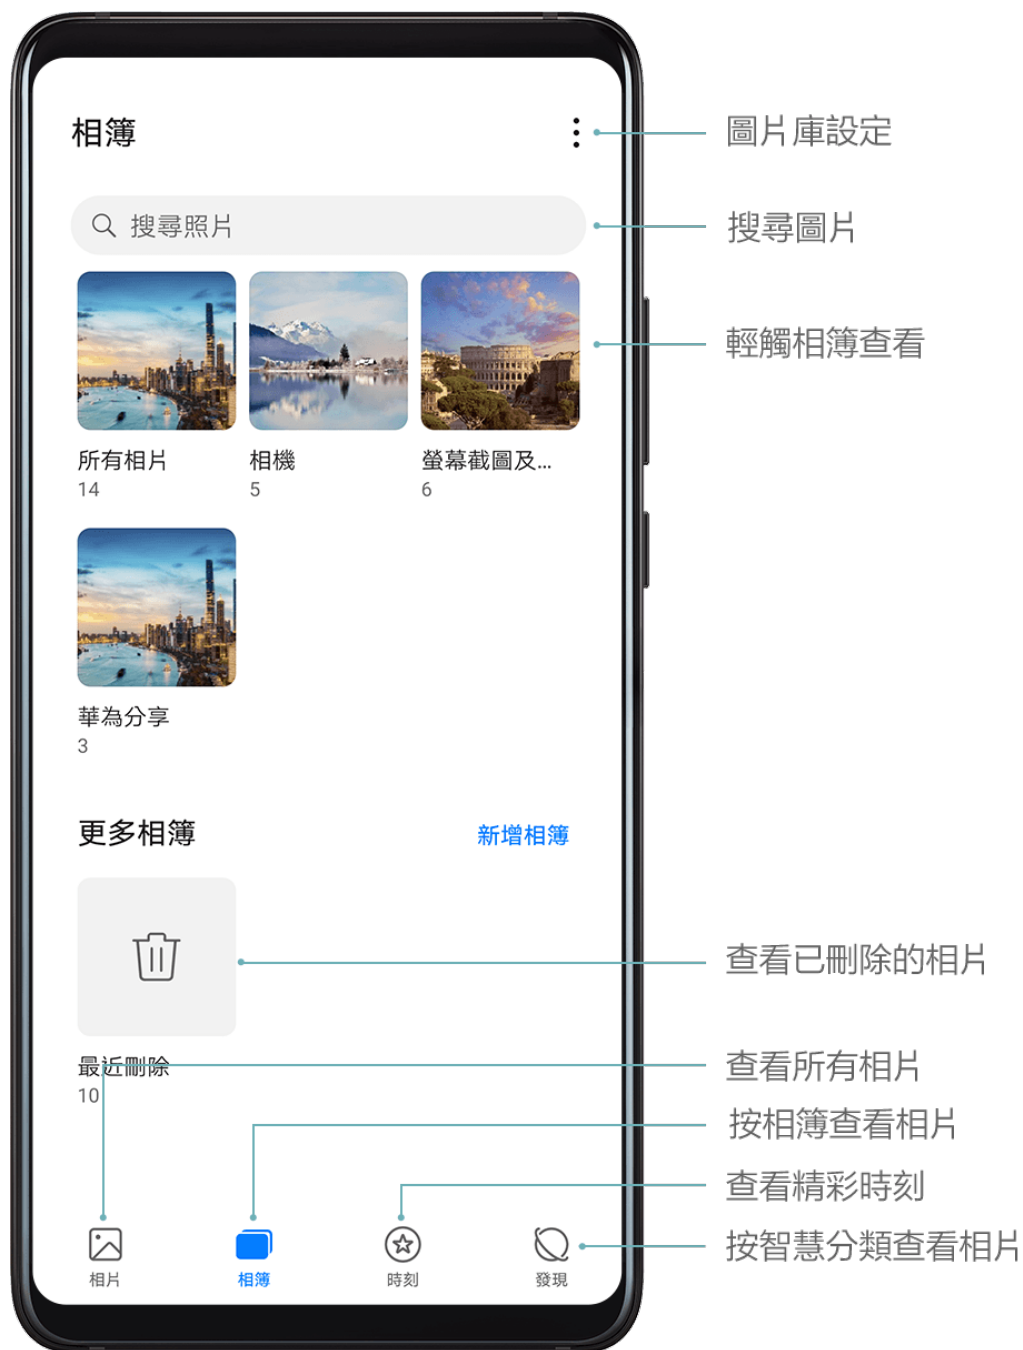 相簿
圖片庫設定
搜尋照片
搜尋圖片
輕觸相簿查看
所有相片
相機
螢幕截圖及...
14
5
6
華為分享
3
更多相簿
新增相簿
查看已刪除的相片
最近刪除
查看所有相片
10
按相簿查看相片
查看精彩時刻
按智慧分類查看相片
相片
相簿
時刻
發現